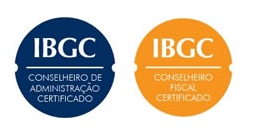 IBGC
CONSELHEIRO DE
ADMINISTRAÇÃO
CERTIFICADO
IBGC
CONSELHEIRO
FISCAL
CERTIFICADO